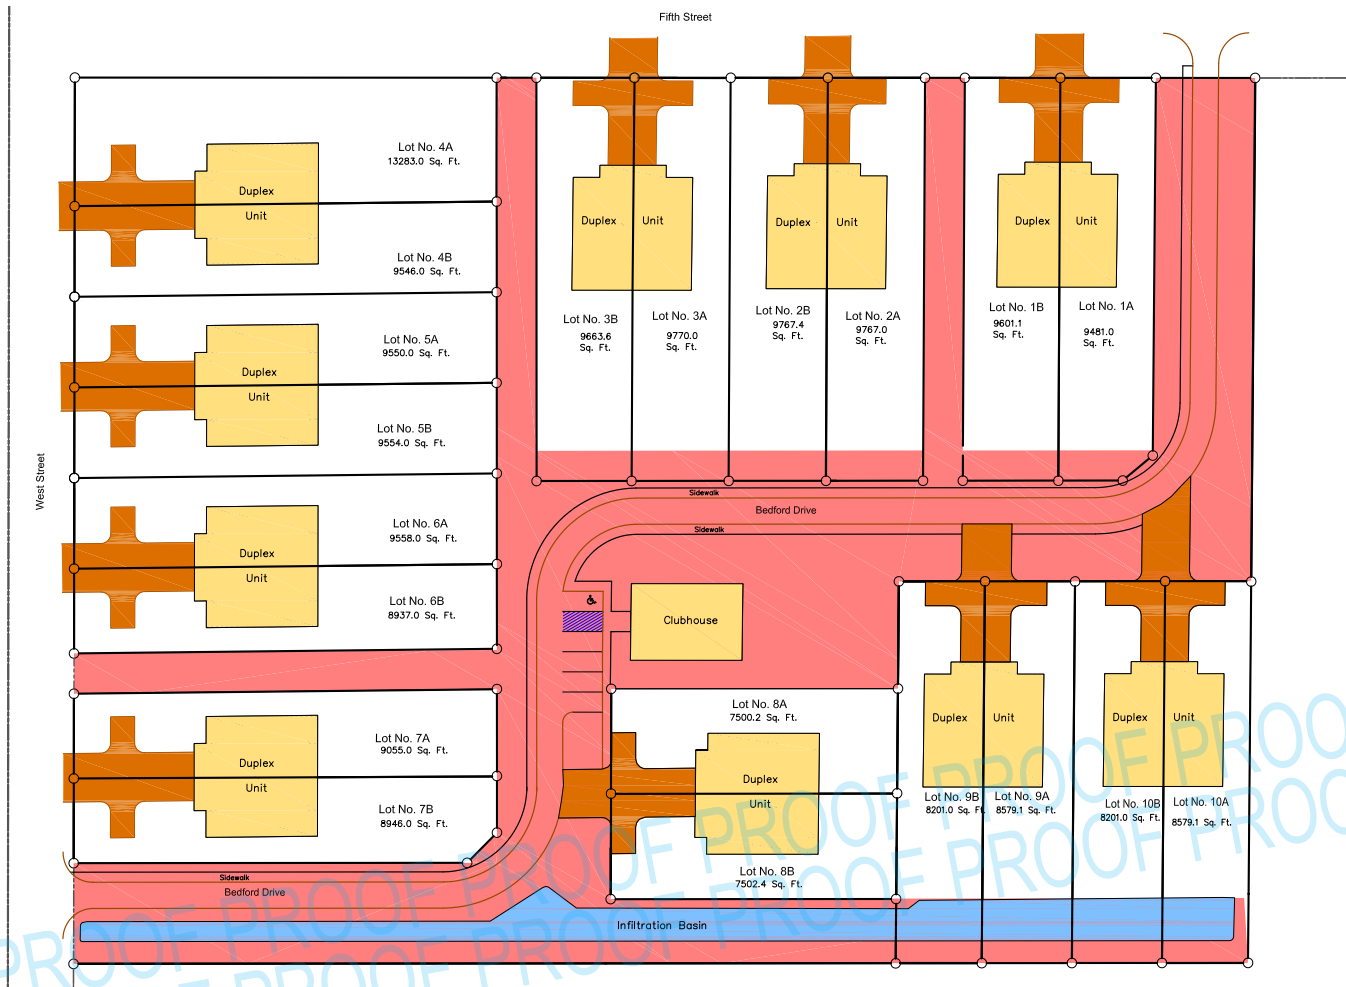 Fifth Street
West Street
Lot No. 4A
13283.0 Sq. Ft.
Duplex
Unit
Lot No. 4B
9546.0 Sq. Ft.
Lot No. 5A
9550.0 Sq. Ft.
Duplex
Unit
Lot No. 5B
9554.0 Sq. Ft.
Lot No. 6A
9558.0 Sq. Ft.
Duplex
Unit
Lot No. 6B
8937.0 Sq. Ft.
Lot No. 7A
9055.0 Sq. Ft.
Duplex
Unit
Lot No. 7B
8946.0 Sq. Ft.
Duplex Unit
Lot No. 3B
9663.6
Sq. Ft.
Lot No. 3A
9770.0
Sq. Ft.
Duplex Unit
Lot No. 2B
9767.4
Sq. Ft.
Lot No. 2A
9767.0
Sq. Ft.
Duplex Unit
Lot No. 1B
9601.1
Sq. Ft.
Lot No. 1A
9481.0
Sq. Ft.
Sidewalk
Bedford Drive
Sidewalk
Clubhouse
Lot No. 8A
7500.2 Sq. Ft.
Duplex
Unit
Lot No. 8B
7502.4 Sq. Ft.
Duplex Unit
Lot No. 9B
8201.0 Sq. Ft.
Lot No. 9A
8579.1 Sq. Ft.
Duplex Unit
Lot No. 10B
8201.0 Sq. Ft.
Lot No. 10A
8579.1 Sq. Ft.
Sidewalk
Bedford Drive
Infiltration Basin
PROOF PROOF PROOF PROOF PROOF PROOF PROOF
PROOF PROOF PROOF PROOF PROOF PROOF